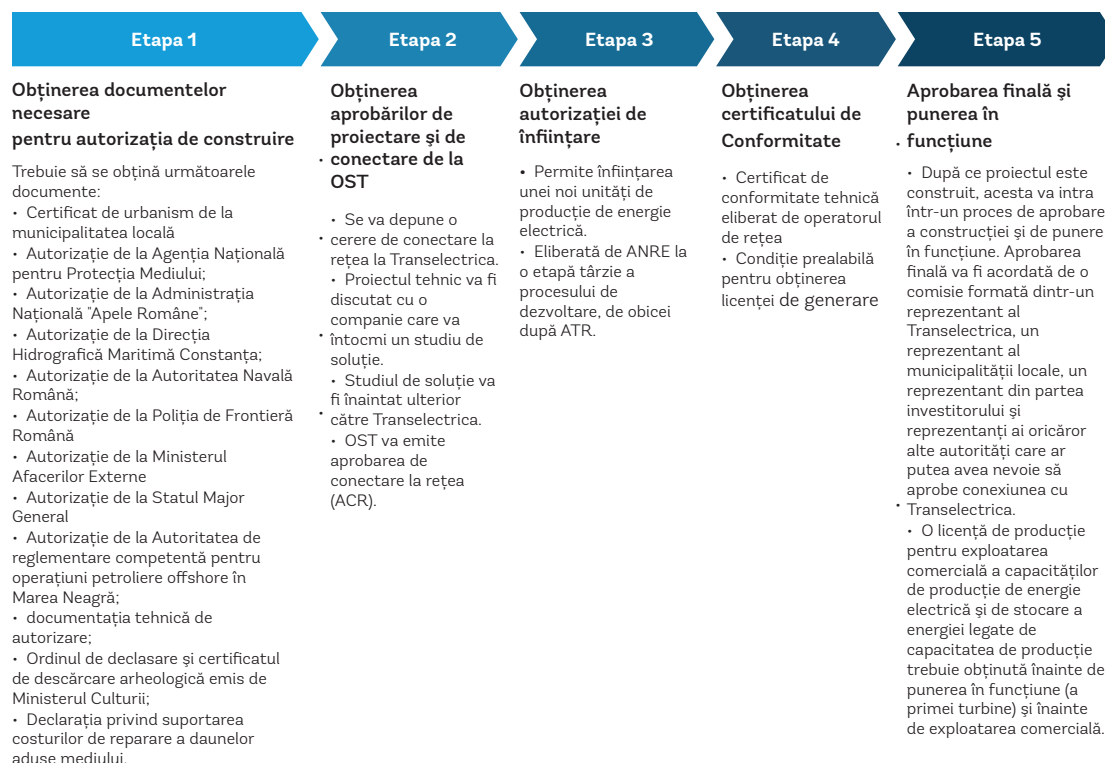 Etapa 1
Obținerea documentelor
necesare
pentru autorizația de construire
Trebuie să se obțină următoarele
documente:
• Certificat de urbanism de la
municipalitatea locală
• Autorizație de la Agenția Națională
pentru Protecția Mediului;
• Autorizație de la Administrația
Națională "Apele Române";
• Autorizație de la Direcția
Hidrografică Maritimă Constanța;
• Autorizație de la Autoritatea Navală
Română;
• Autorizație de la Poliția de Frontieră
Română
• Autorizație de la Ministerul
Afacerilor Externe
• Autorizație de la Statul Major
General
• Autorizație de la Autoritatea de
reglementare competentă pentru
operațiuni petroliere offshore în
Marea Neagră;
• documentația tehnică de
autorizare;
• Ordinul de declasare și certificatul
de descărcare arheologică emis de
Ministerul Culturii;
• Declarația privind suportarea
costurilor de reparare a daunelor
aduse mediului.
Etapa 2
Obținerea
aprobărilor de
proiectare și de
• conectare de la
OST
• Se va depune o
• cerere de conectare la
rețea la Transelectrica.
• Proiectul tehnic va fi
discutat cu o
companie care va
• întocmi un studiu de
soluție.
• Studiul de soluție va
fi înaintat ulterior
• către Transelectrica.
• OST va emite
aprobarea de
conectare la rețea
(ACR).
Etapa 3
Obținerea
autorizației de
înființare
• Permite înființarea
unei noi unități de
producție de energie
electrică.
• Eliberată de ANRE la
o etapă târzie a
procesului de
dezvoltare, de obicei
după ATR.
Etapa 4
Obținerea
certificatului de
Conformitate
• Certificat de
conformitate tehnică
eliberat de operatorul
de rețea
• Condiție prealabilă
pentru obținerea
licenței de generare
Etapa 5
Aprobarea finală și
punerea în
• funcțiune
• După ce proiectul este
construit, acesta va intra
într-un proces de aprobare
a construcției și de punere
în funcțiune. Aprobarea
finală va fi acordată de o
comisie formată dintr-un
reprezentant al
Transelectrica, un
reprezentant al
municipalității locale, un
reprezentant din partea
investitorului și
reprezentanți ai oricăror
alte autorități care ar
putea avea nevoie să
aprobe conexiunea cu
• Transelectrica.
• O licență de producție
pentru exploatarea
comercială a capacităților
de producție de energie
electrică și de stocare a
energiei legate de
capacitatea de producție
trebuie obținută înainte de
punerea în funcțiune (a
primei turbine) și înainte
de exploatarea comercială.